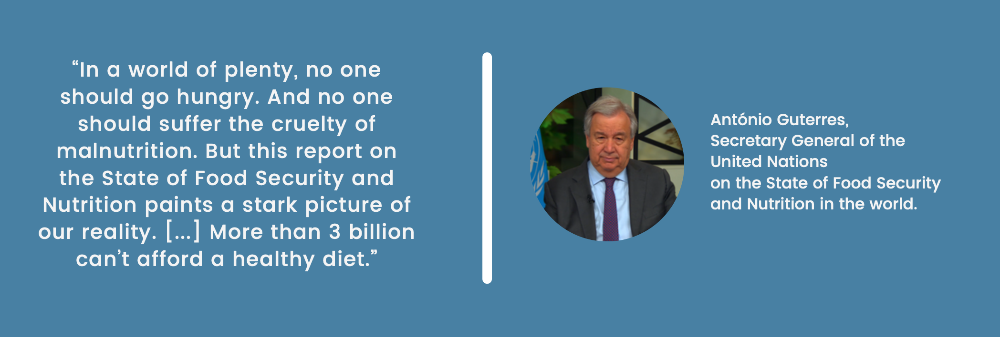 “In a world of plenty, no one
should go hungry. And no one
should suffer the cruelty of
malnutrition. But this report on
the State of Food Security and
Nutrition paints a stark picture of
our reality. [...] More than 3 billion
can’t afford a healthy diet.”
António Guterres,
Secretary General of the
United Nations
on the State of Food Security
and Nutrition in the world.